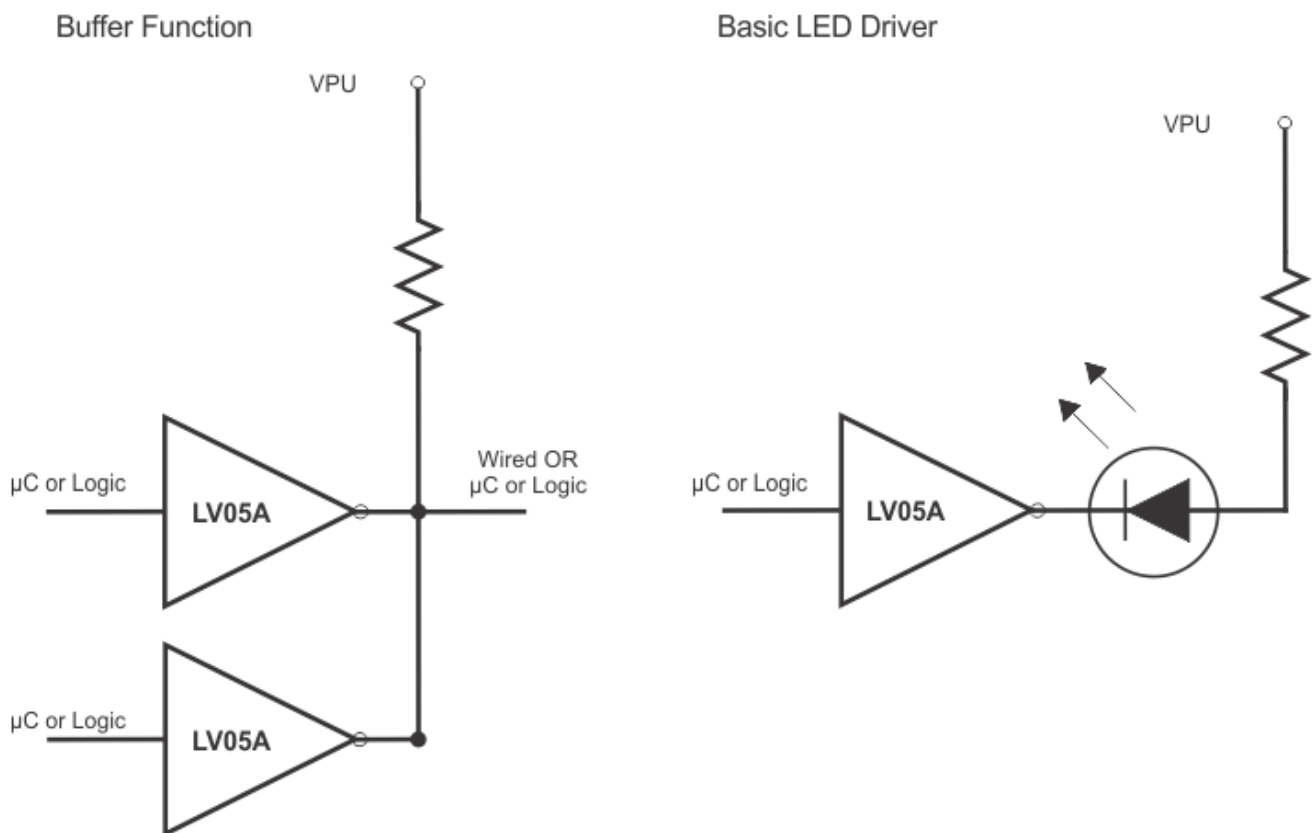 Buffer Function
VPU
µC or Logic
LV05A
Wired OR
µC or Logic
µC or Logic
LV05A
Basic LED Driver
VPU
µC or Logic
LV05A